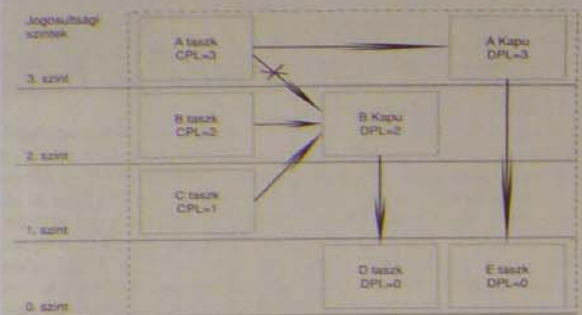 Jogosultsági
szintek
A taszk
CPL=3
A Kapu
DPL=3
3. szint
B taszk
CPL=2
B Kapu
DPL=2
2. szint
C taszk
CPL=1
1. szint
D taszk
DPL=0
E taszk
DPL=0
0. szint